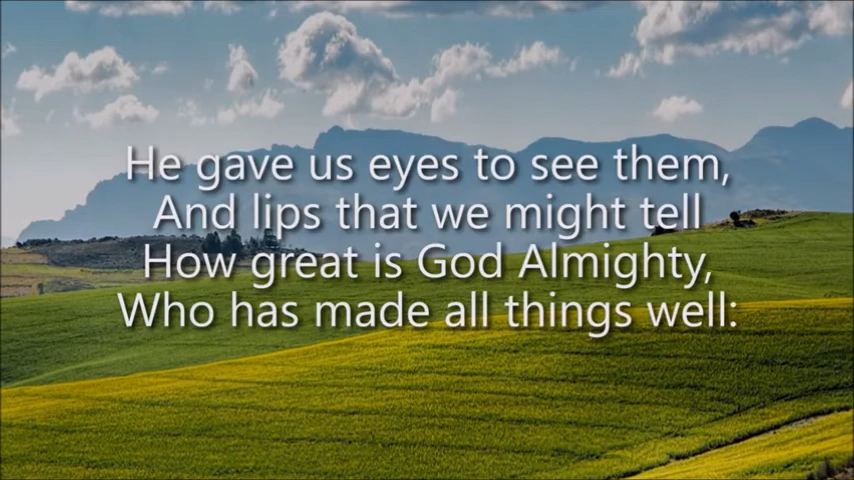 He gave us eyes to see them,
And lips that we might tell
How great is God Almighty,
Who has made all things well: